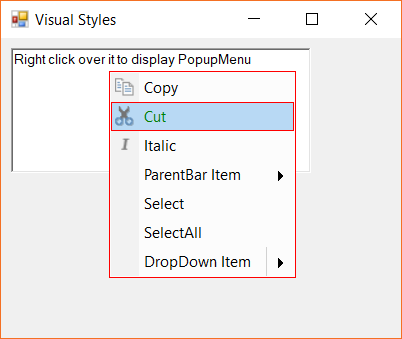 Visual Styles
Right click over it to display PopupMenu
Copy
Cut
Italic
ParentBar Item
Select
SelectAll
DropDown Item